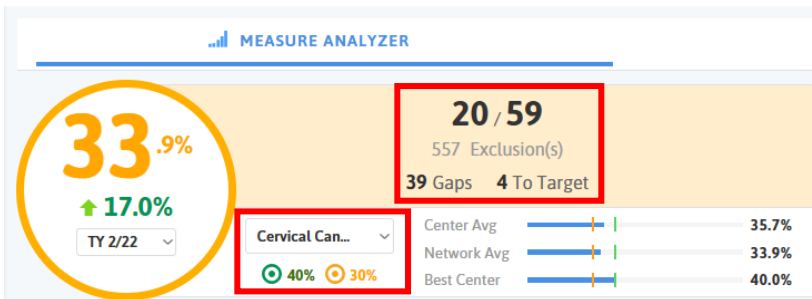 MEASURE ANALYZER
33.9%
17.0%
TY 2/22
20 / 59
557 Exclusion(s)
39 Gaps 4 To Target
Cervical Can...
40% 30%
Center Avg 35.7%
Network Avg 33.9%
Best Center 40.0%